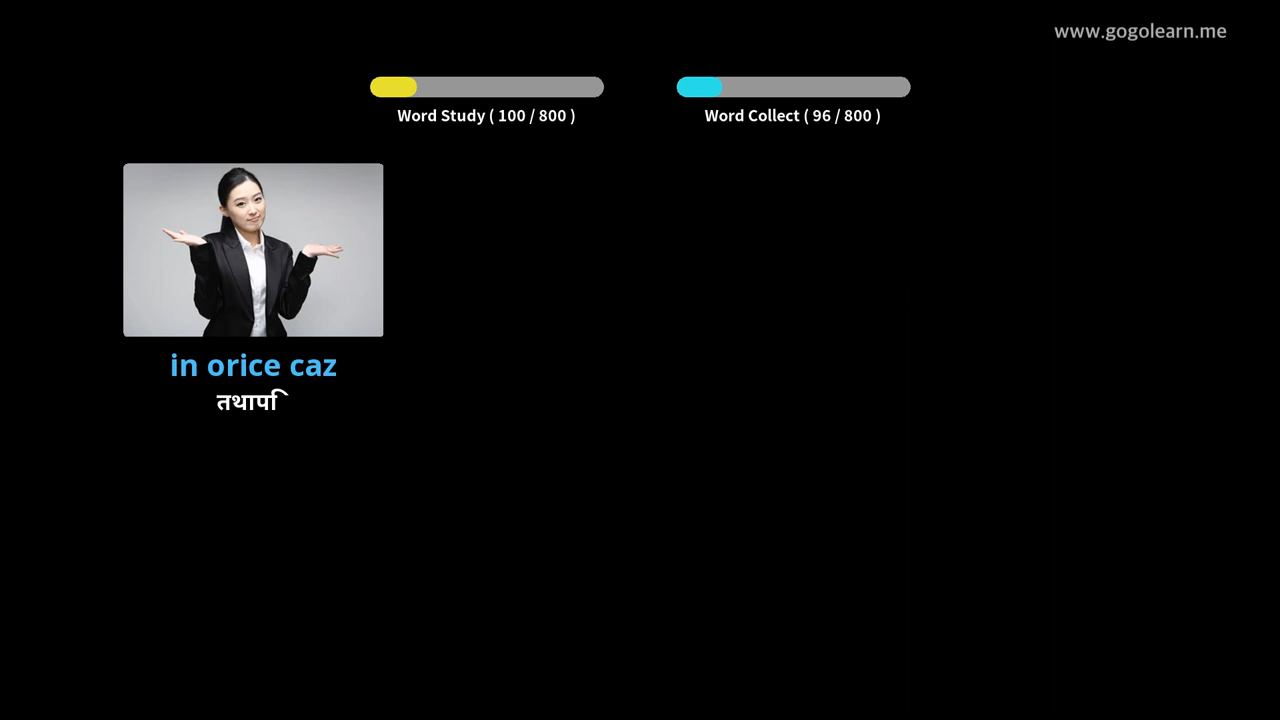 www.gogolearn.me
Word Study ( 100 / 800 )
Word Collect ( 96 / 800 )
in orice caz
तथापि